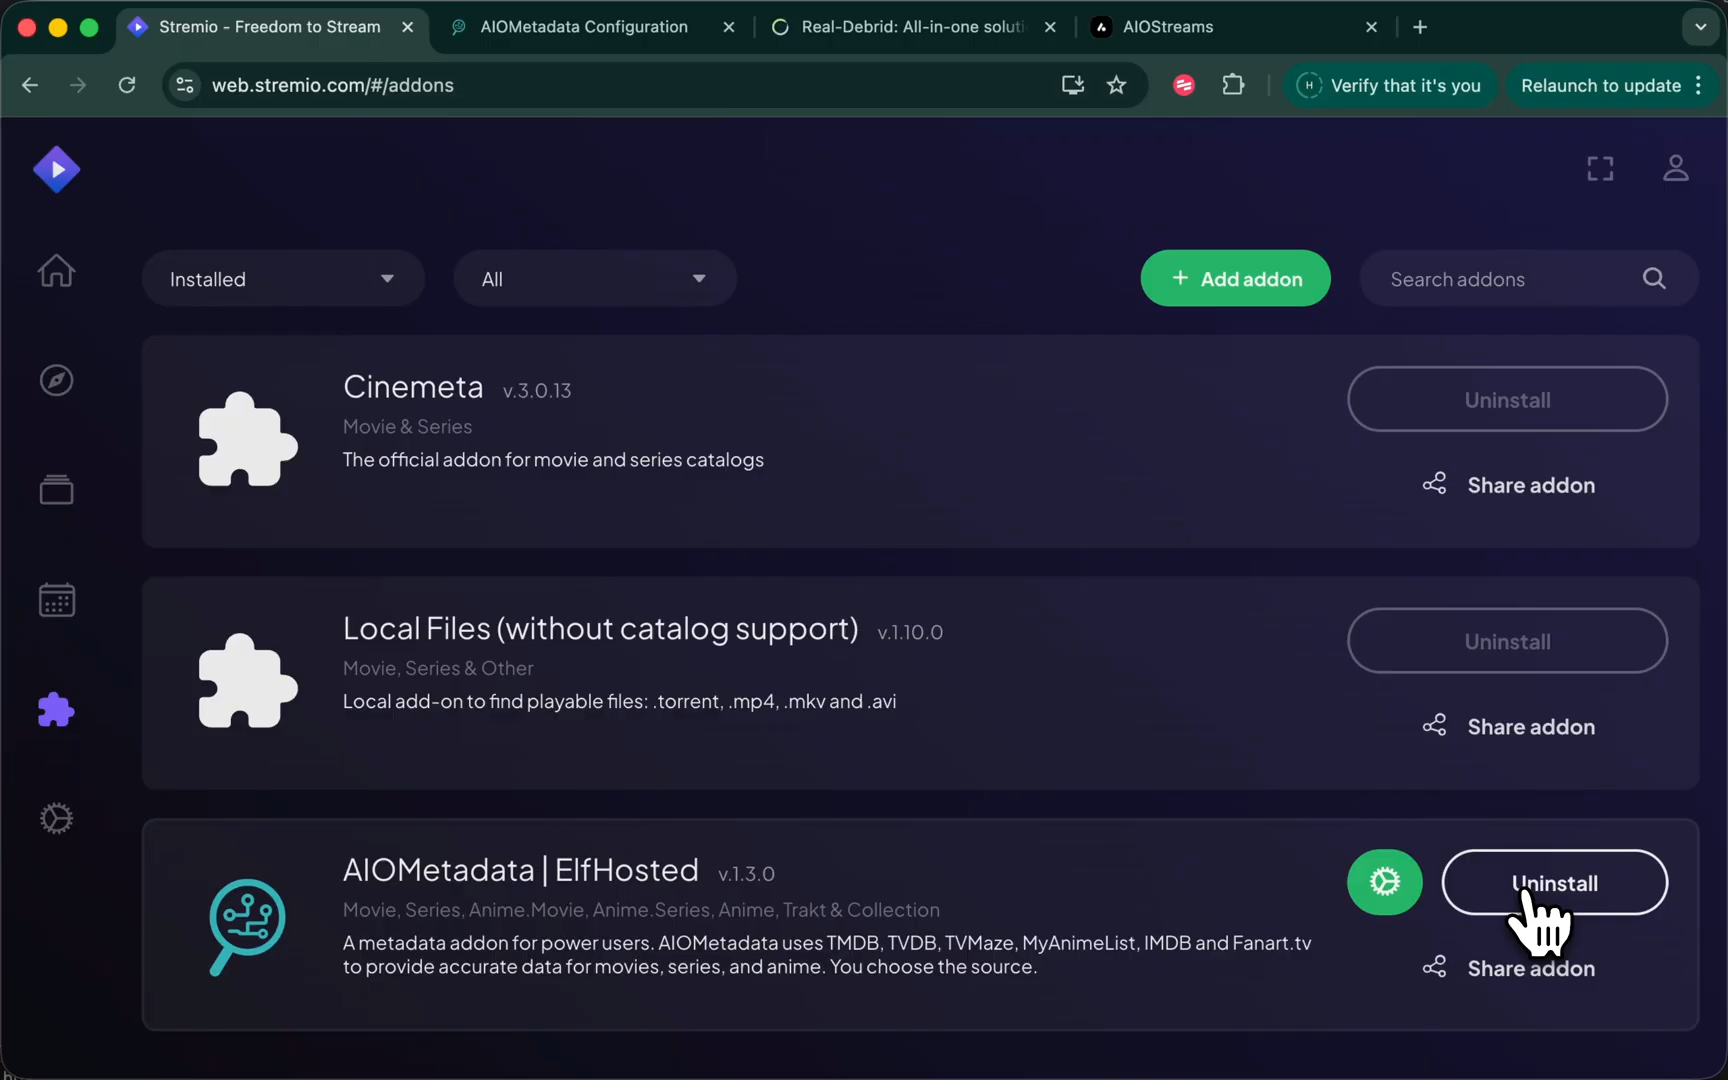 Stremio - Freedom to Stream
AIOMetadata Configuration
Real-Debrid: All-in-one soluti
AIOStreams
web.stremio.com/#/addons
H
Verify that it's you
Relaunch to update
Installed
All
+ Add addon
Search addons
Cinemeta v.3.0.13
Movie & Series
The official addon for movie and series catalogs
Uninstall
Share addon
Local Files (without catalog support) v.1.10.0
Movie, Series & Other
Local add-on to find playable files: .torrent, .mp4, .mkv and .avi
Uninstall
Share addon
AIOMetadata | ElfHosted v.1.3.0
Movie, Series, Anime.Movie, Anime.Series, Anime, Trakt & Collection
A metadata addon for power users. AIOMetadata uses TMDB, TVDB, TVMaze, MyAnimeList, IMDB and Fanart.tv
to provide accurate data for movies, series, and anime. You choose the source.
Uninstall
Share addon